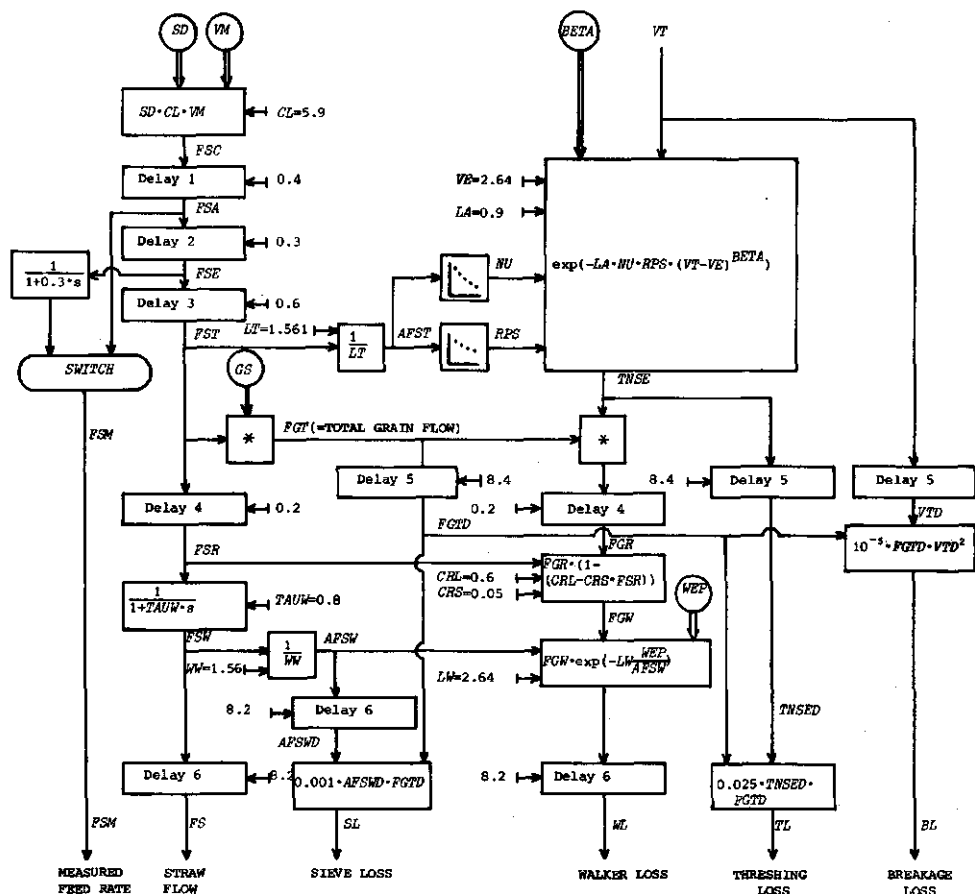 SD
VM
BETA
VT
SD·CL·VM
CL=5.9
FSC
Delay 1
0.4
FSA
Delay 2
0.3
FSE
1
1+0.3*s
Delay 3
0.6
FST
SWITCH
FSM
VE=2.64
LA=0.9
exp(-LA·NU·RPS·(VT-VE)^BETA)
NU
LT=1.561
1
LT
AFST
RPS
TNSE
GS
*
FGT(=TOTAL GRAIN FLOW)
*
Delay 5
8.4
8.4
Delay 5
Delay 5
Delay 4
0.2
0.2
Delay 4
FGTD
VTD
10^-5·FGTD·VTD²
FSR
FGR
FGR·(1-
(CRL-CRS*FSR))
CRL=0.6
CRS=0.05
1
1+TAUW·s
TAUW=0.8
FGW
WEP
FSW
1
WW
AFSW
WW=1.56
FGW·exp(-LW WEP/AFSW)
LW=2.64
8.2
Delay 6
AFSWD
TNSED
Delay 6
8.2
0.001·AFSWD·FGTD
8.2
Delay 6
0.025·TNSED·
FGTD
FSM
FS
SL
WL
TL
BL
MEASURED
FEED RATE
STRAW
FLOW
SIEVE LOSS
WALKER LOSS
THRESHING
LOSS
BREAKAGE
LOSS